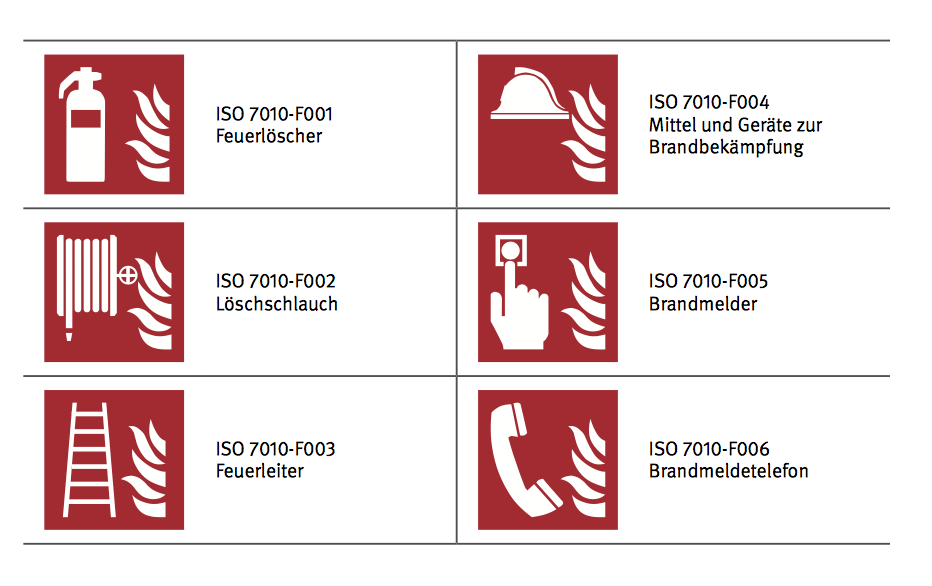 ISO 7010-F001
Feuerlöscher
ISO 7010-F004
Mittel und Geräte zur
Brandbekämpfung
ISO 7010-F002
Löschschlauch
ISO 7010-F005
Brandmelder
ISO 7010-F003
Feuerleiter
ISO 7010-F006
Brandmeldetelefon